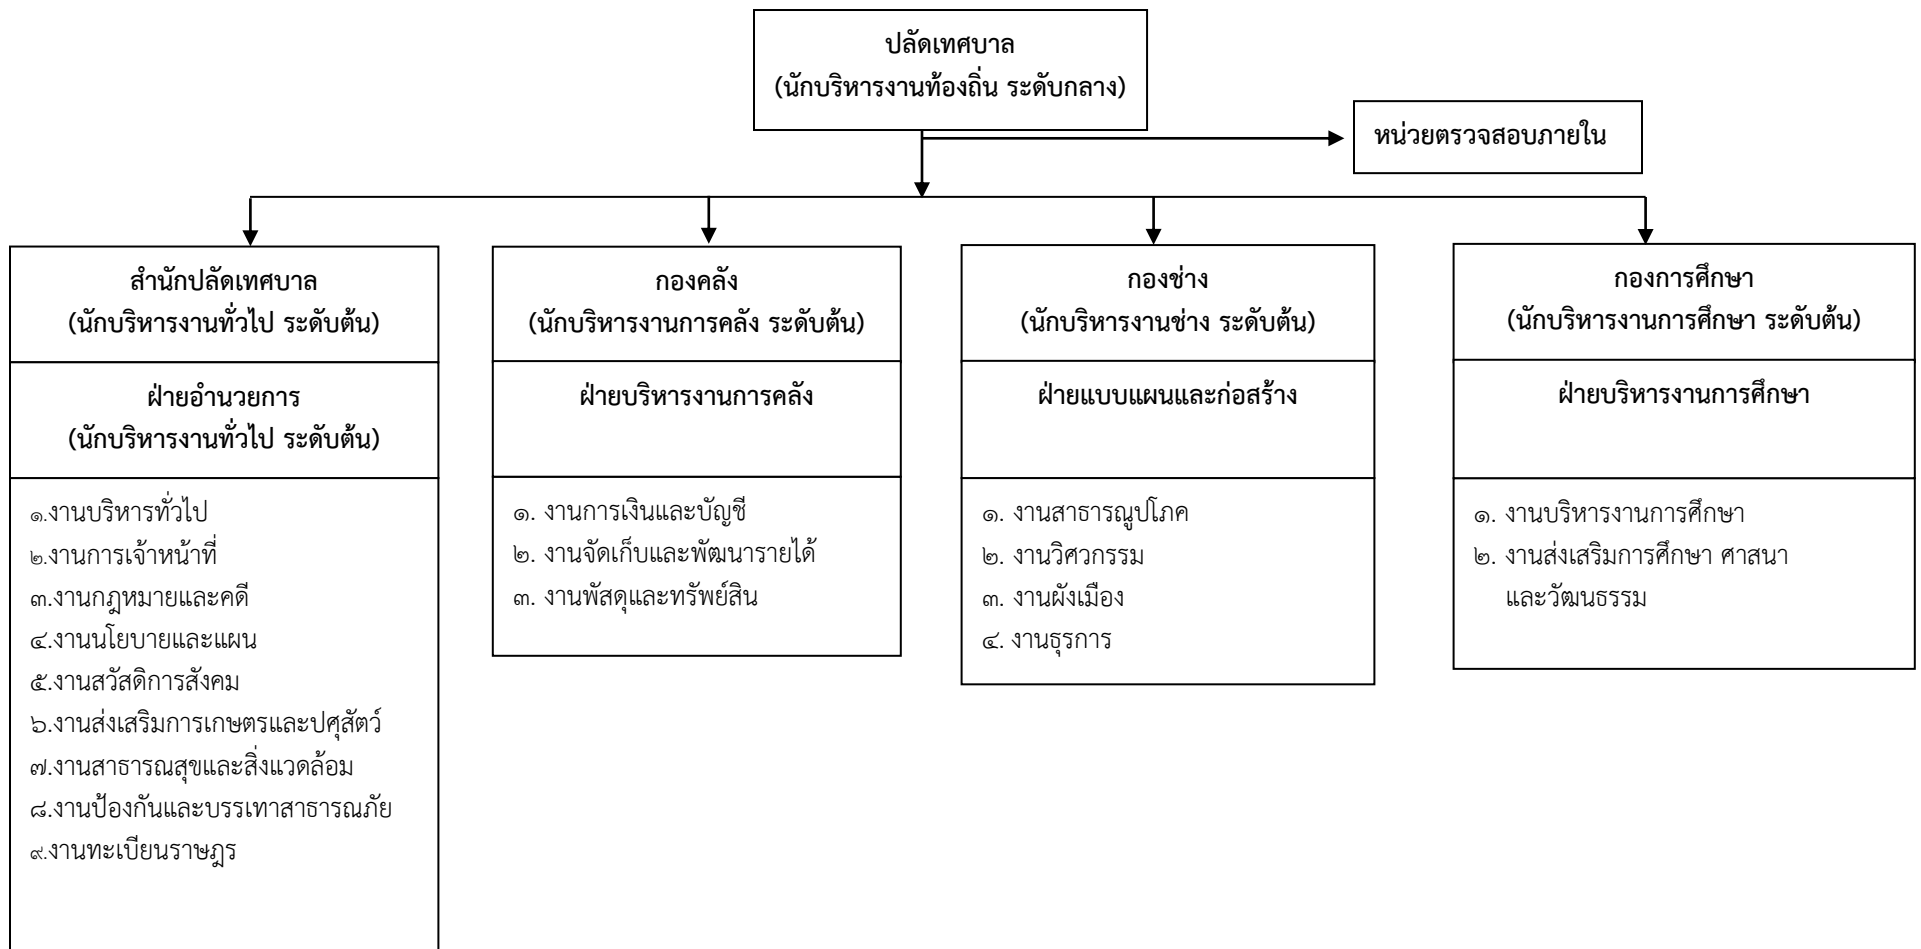 ปลัดเทศบาล
(นักบริหารงานท้องถิ่น ระดับกลาง)
หน่วยตรวจสอบภายใน
สำนักปลัดเทศบาล
(นักบริหารงานทั่วไป ระดับต้น)
ฝ่ายอำนวยการ
(นักบริหารงานทั่วไป ระดับต้น)
๑.งานบริหารทั่วไป
๒.งานการเจ้าหน้าที่
๓.งานกฎหมายและคดี
๔.งานนโยบายและแผน
๕.งานสวัสดิการสังคม
๖.งานส่งเสริมการเกษตรและปศุสัตว์
๗.งานสาธารณสุขและสิ่งแวดล้อม
๘.งานป้องกันและบรรเทาสาธารณภัย
๙.งานทะเบียนราษฎร
กองคลัง
(นักบริหารงานการคลัง ระดับต้น)
ฝ่ายบริหารงานการคลัง
๑. งานการเงินและบัญชี
๒. งานจัดเก็บและพัฒนารายได้
๓. งานพัสดุและทรัพย์สิน
กองช่าง
(นักบริหารงานช่าง ระดับต้น)
ฝ่ายแบบแผนและก่อสร้าง
๑. งานสาธารณูปโภค
๒. งานวิศวกรรม
๓. งานผังเมือง
๔. งานธุรการ
กองการศึกษา
(นักบริหารงานการศึกษา ระดับต้น)
ฝ่ายบริหารงานการศึกษา
๑. งานบริหารงานการศึกษา
๒. งานส่งเสริมการศึกษา ศาสนา
และวัฒนธรรม